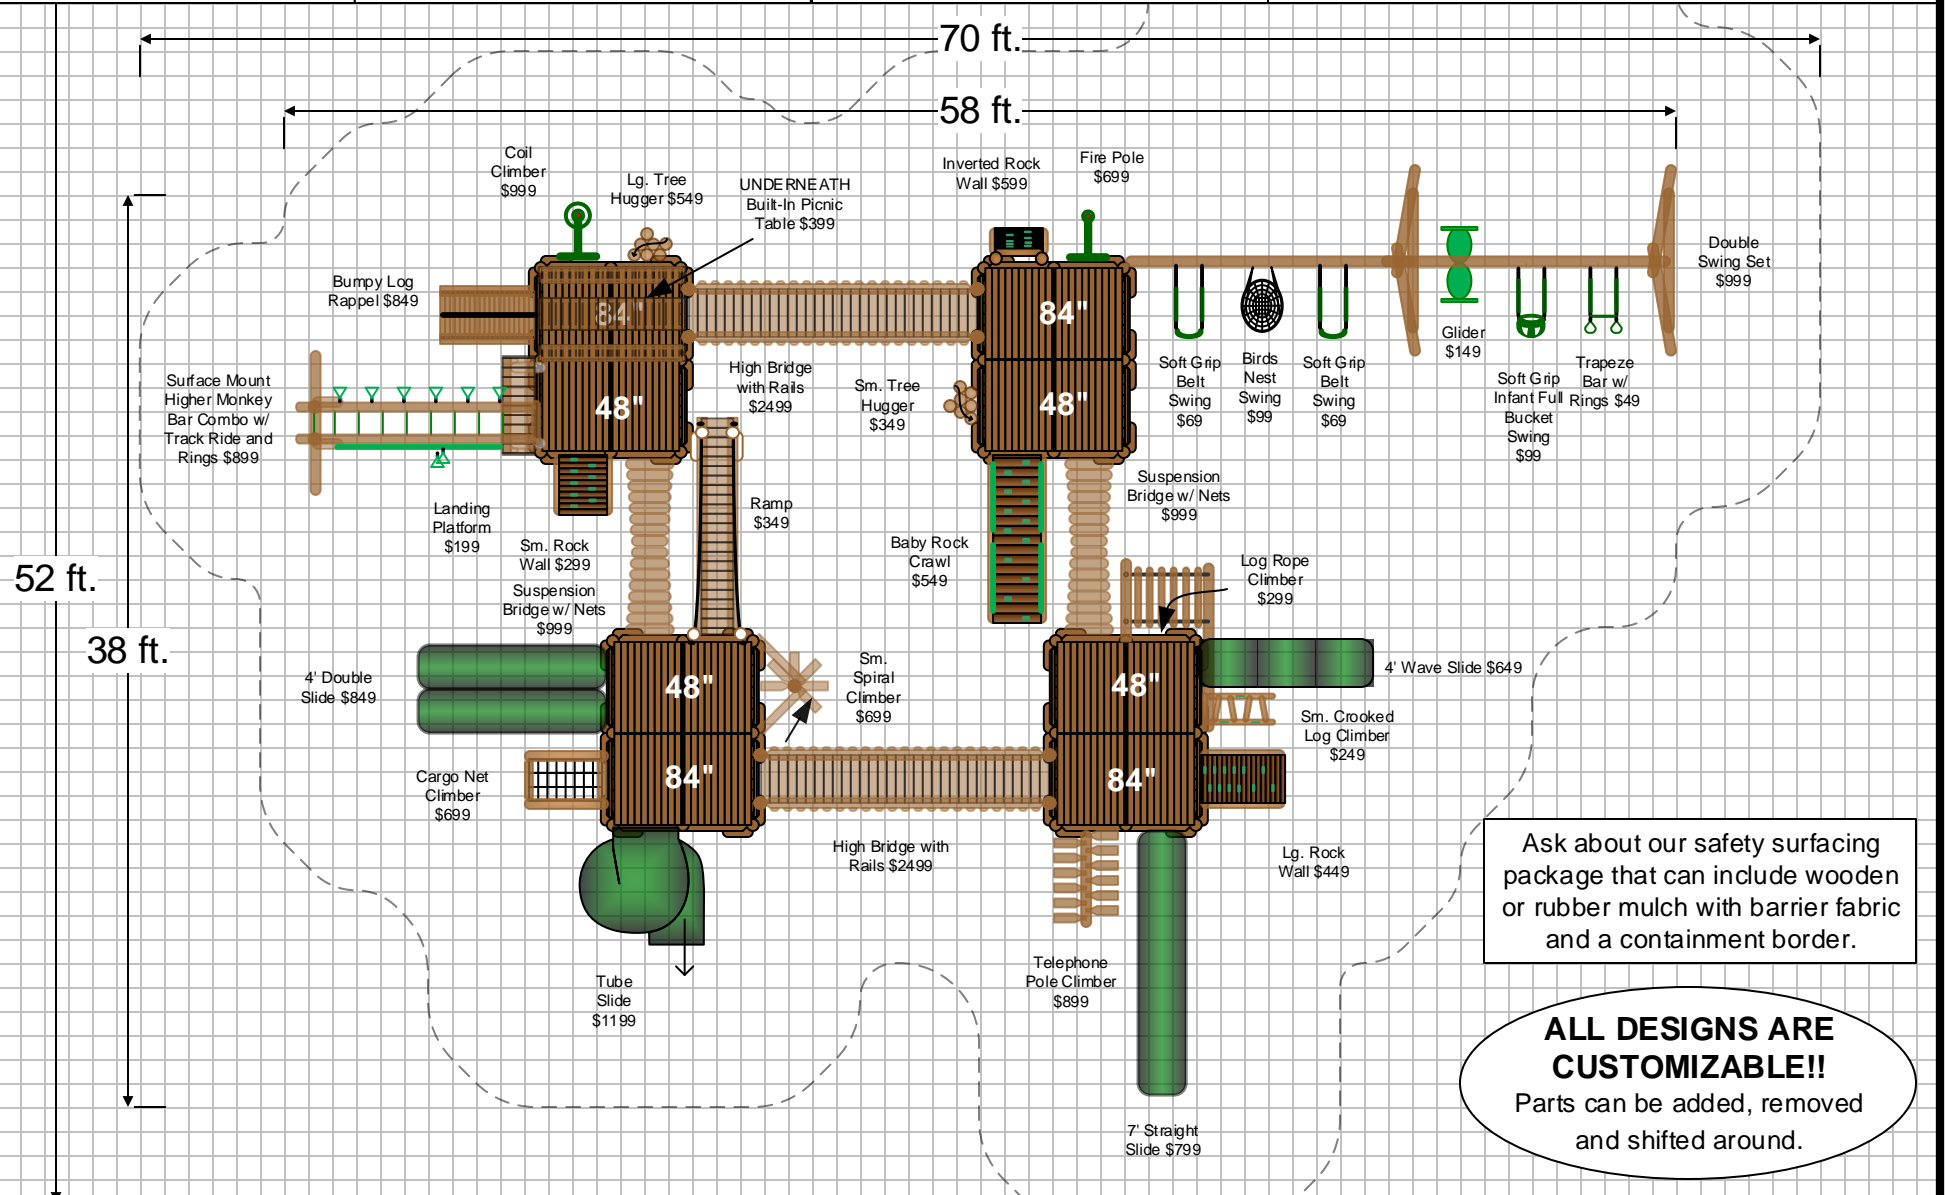 70 ft.
58 ft.
Coil
Climber
$999
Lg. Tree
Hugger $549
UNDERNEATH
Built-In Picnic
Table $399
Inverted Rock
Wall $599
Fire Pole
$699
Double
Swing Set
$999
Bumpy Log
Rappel $849
84"
84"
48"
48"
High Bridge
with Rails
$2499
Sm. Tree
Hugger
$349
Soft Grip
Belt
Swing
$69
Birds
Nest
Swing
$99
Soft Grip
Belt
Swing
$69
Glider
$149
Soft Grip
Infant Full
Bucket
Swing
$99
Trapeze
Bar w/
Rings $49
Surface Mount
Higher Monkey
Bar Combo w/
Track Ride and
Rings $899
Landing
Platform
$199
Sm. Rock
Wall $299
Suspension
Bridge w/ Nets
$999
Ramp
$349
Baby Rock
Crawl
$549
Suspension
Bridge w/ Nets
$999
Log Rope
Climber
$299
52 ft.
38 ft.
4' Double
Slide $849
48"
84"
Sm.
Spiral
Climber
$699
48"
84"
4' Wave Slide $649
Sm. Crooked
Log Climber
$249
Cargo Net
Climber
$699
High Bridge with
Rails $2499
Lg. Rock
Wall $449
Tube
Slide
$1199
Telephone
Pole Climber
$899
7' Straight
Slide $799
Ask about our safety surfacing
package that can include wooden
or rubber mulch with barrier fabric
and a containment border.
ALL DESIGNS ARE
CUSTOMIZABLE!!
Parts can be added, removed
and shifted around.